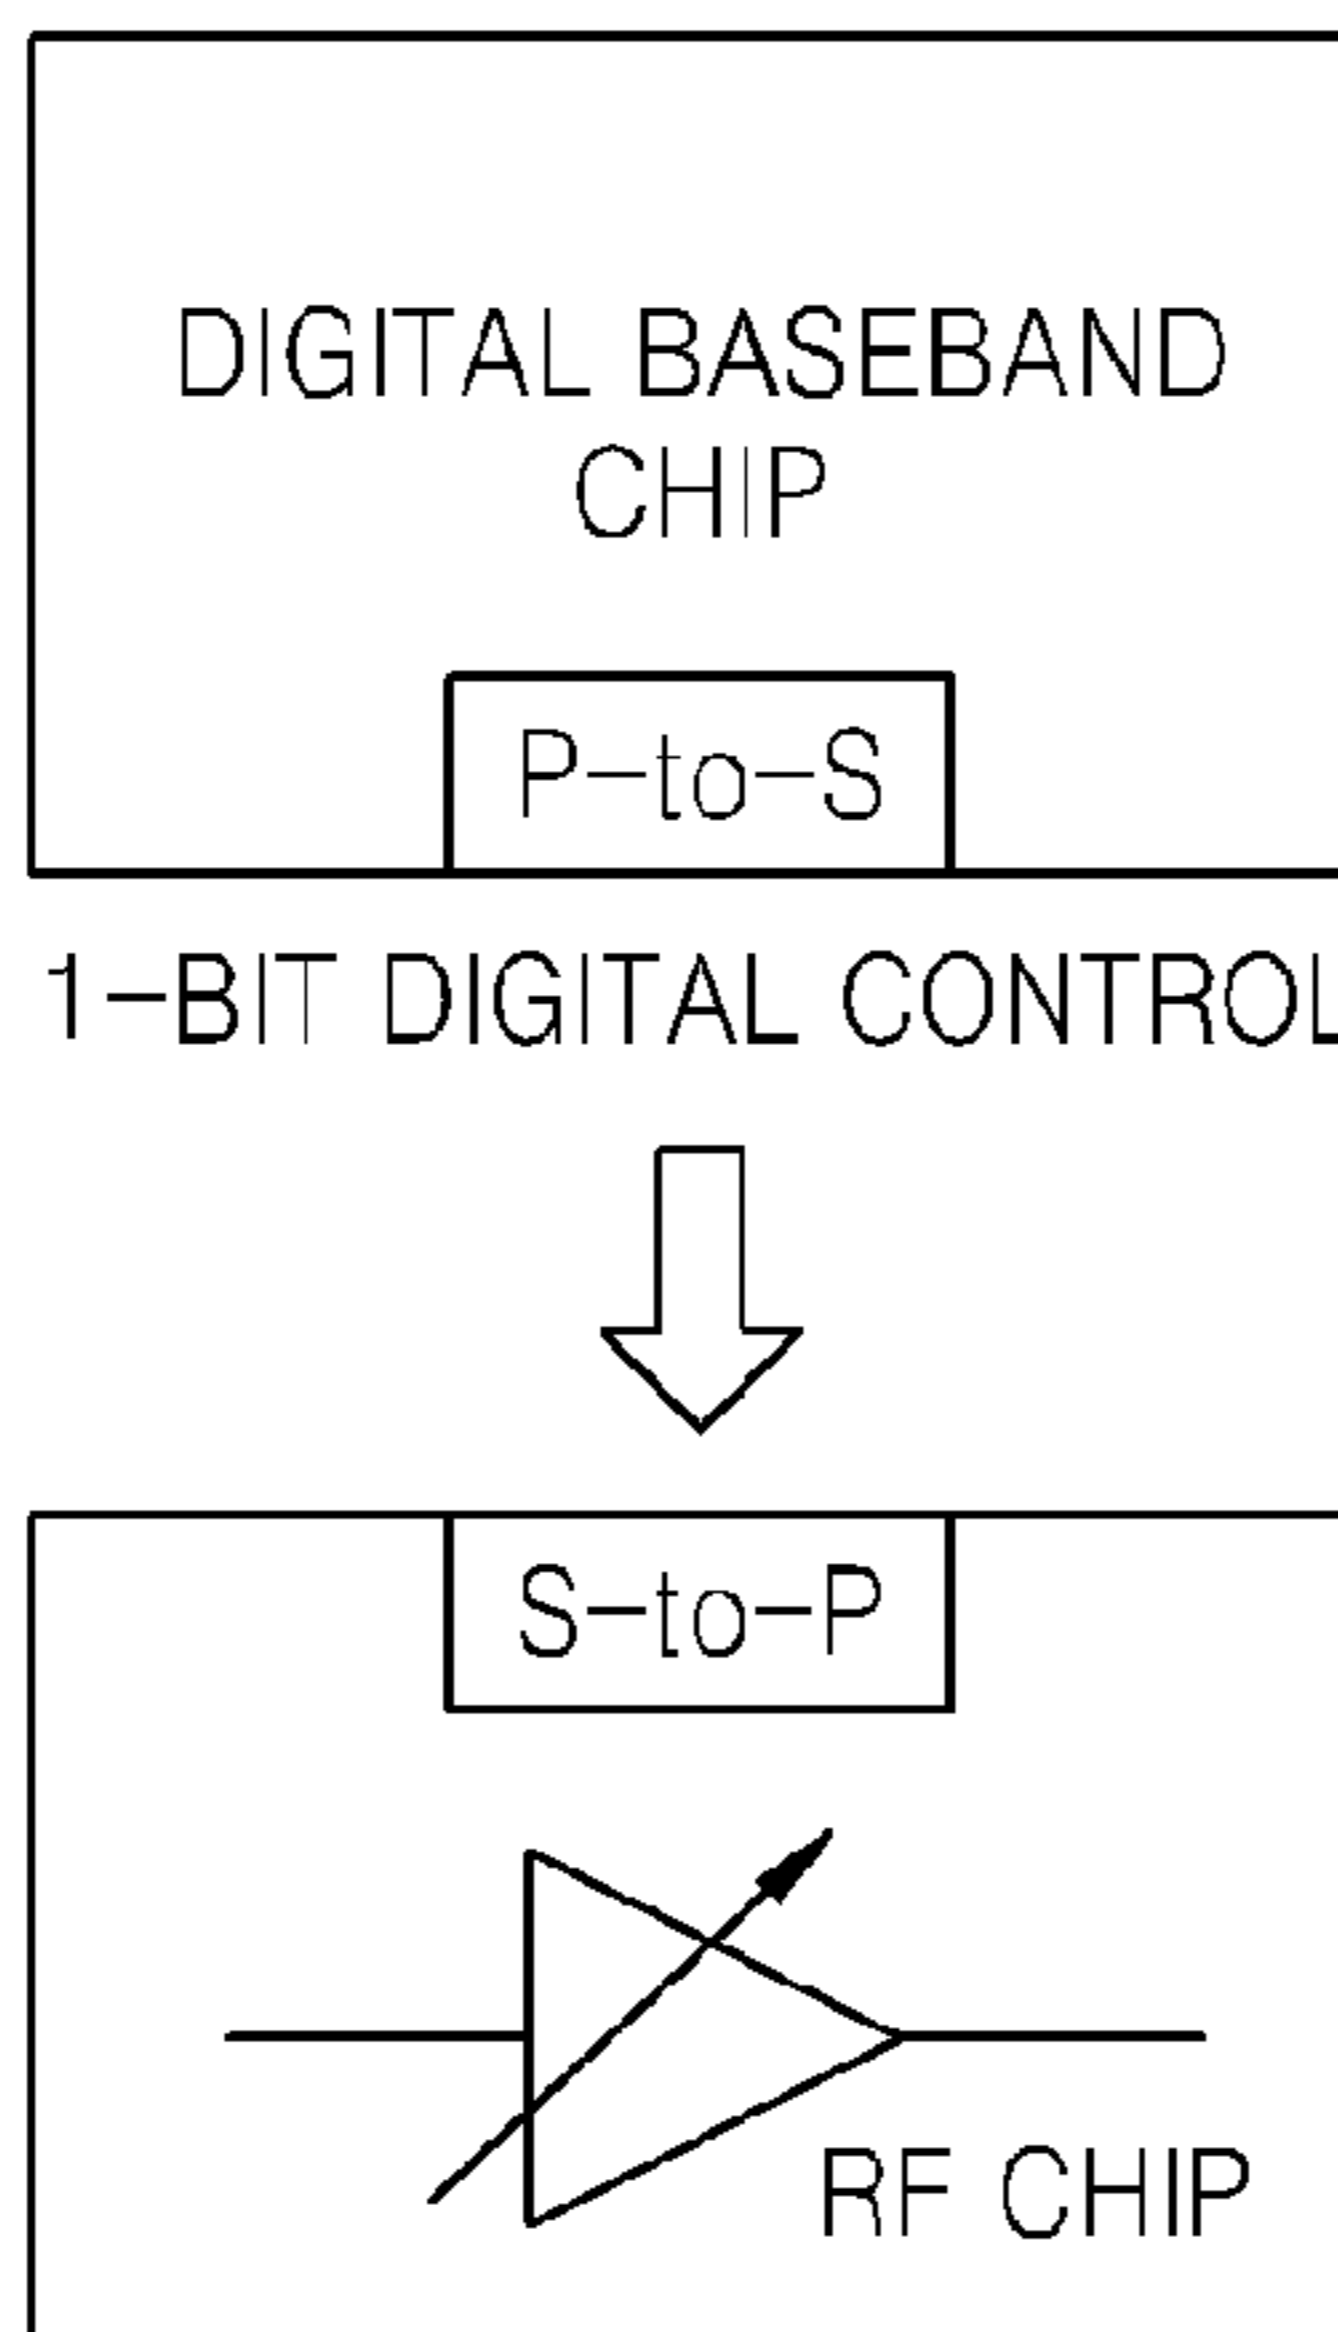 DIGITAL BASEBAND
CHIP
P-to-S
1-BIT DIGITAL CONTROL
S-to-P
RF CHIP